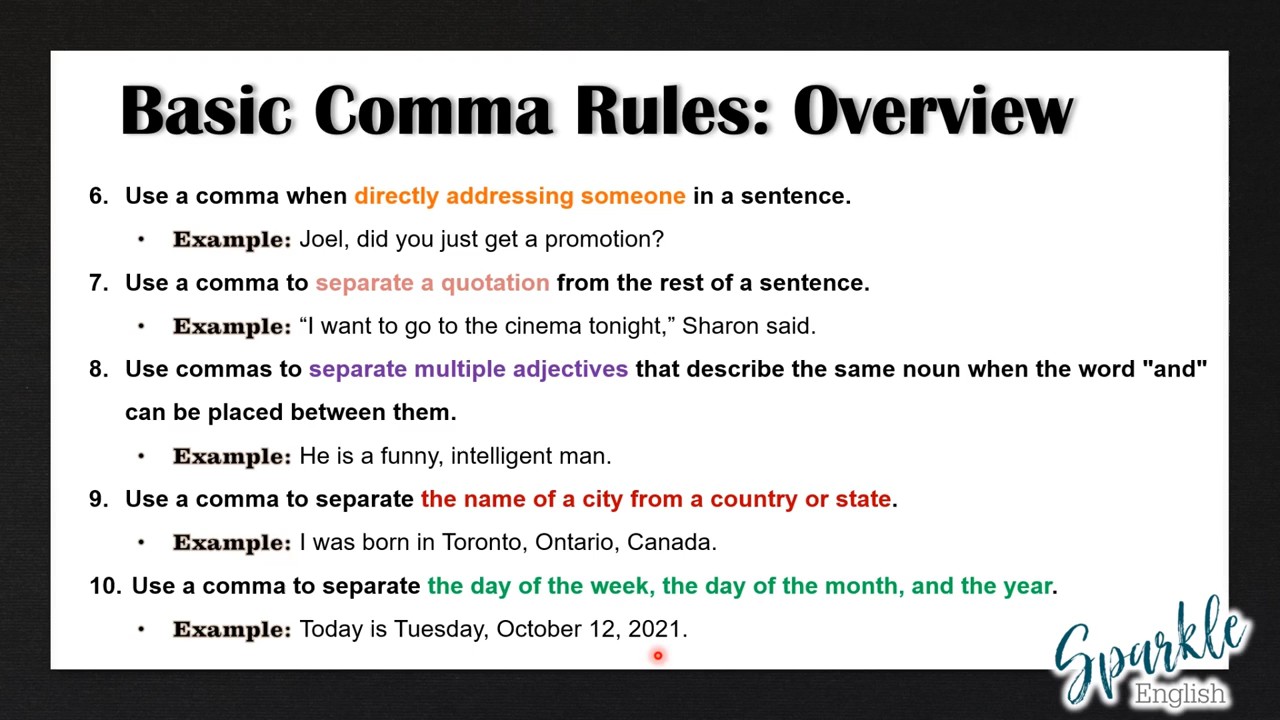 Basic Comma Rules: Overview
6. Use a comma when directly addressing someone in a sentence.
• Example: Joel, did you just get a promotion?
7. Use a comma to separate a quotation from the rest of a sentence.
• Example: “I want to go to the cinema tonight,” Sharon said.
8. Use commas to separate multiple adjectives that describe the same noun when the word "and"
can be placed between them.
• Example: He is a funny, intelligent man.
9. Use a comma to separate the name of a city from a country or state.
• Example: I was born in Toronto, Ontario, Canada.
10. Use a comma to separate the day of the week, the day of the month, and the year.
• Example: Today is Tuesday, October 12, 2021.
Sparkle
English